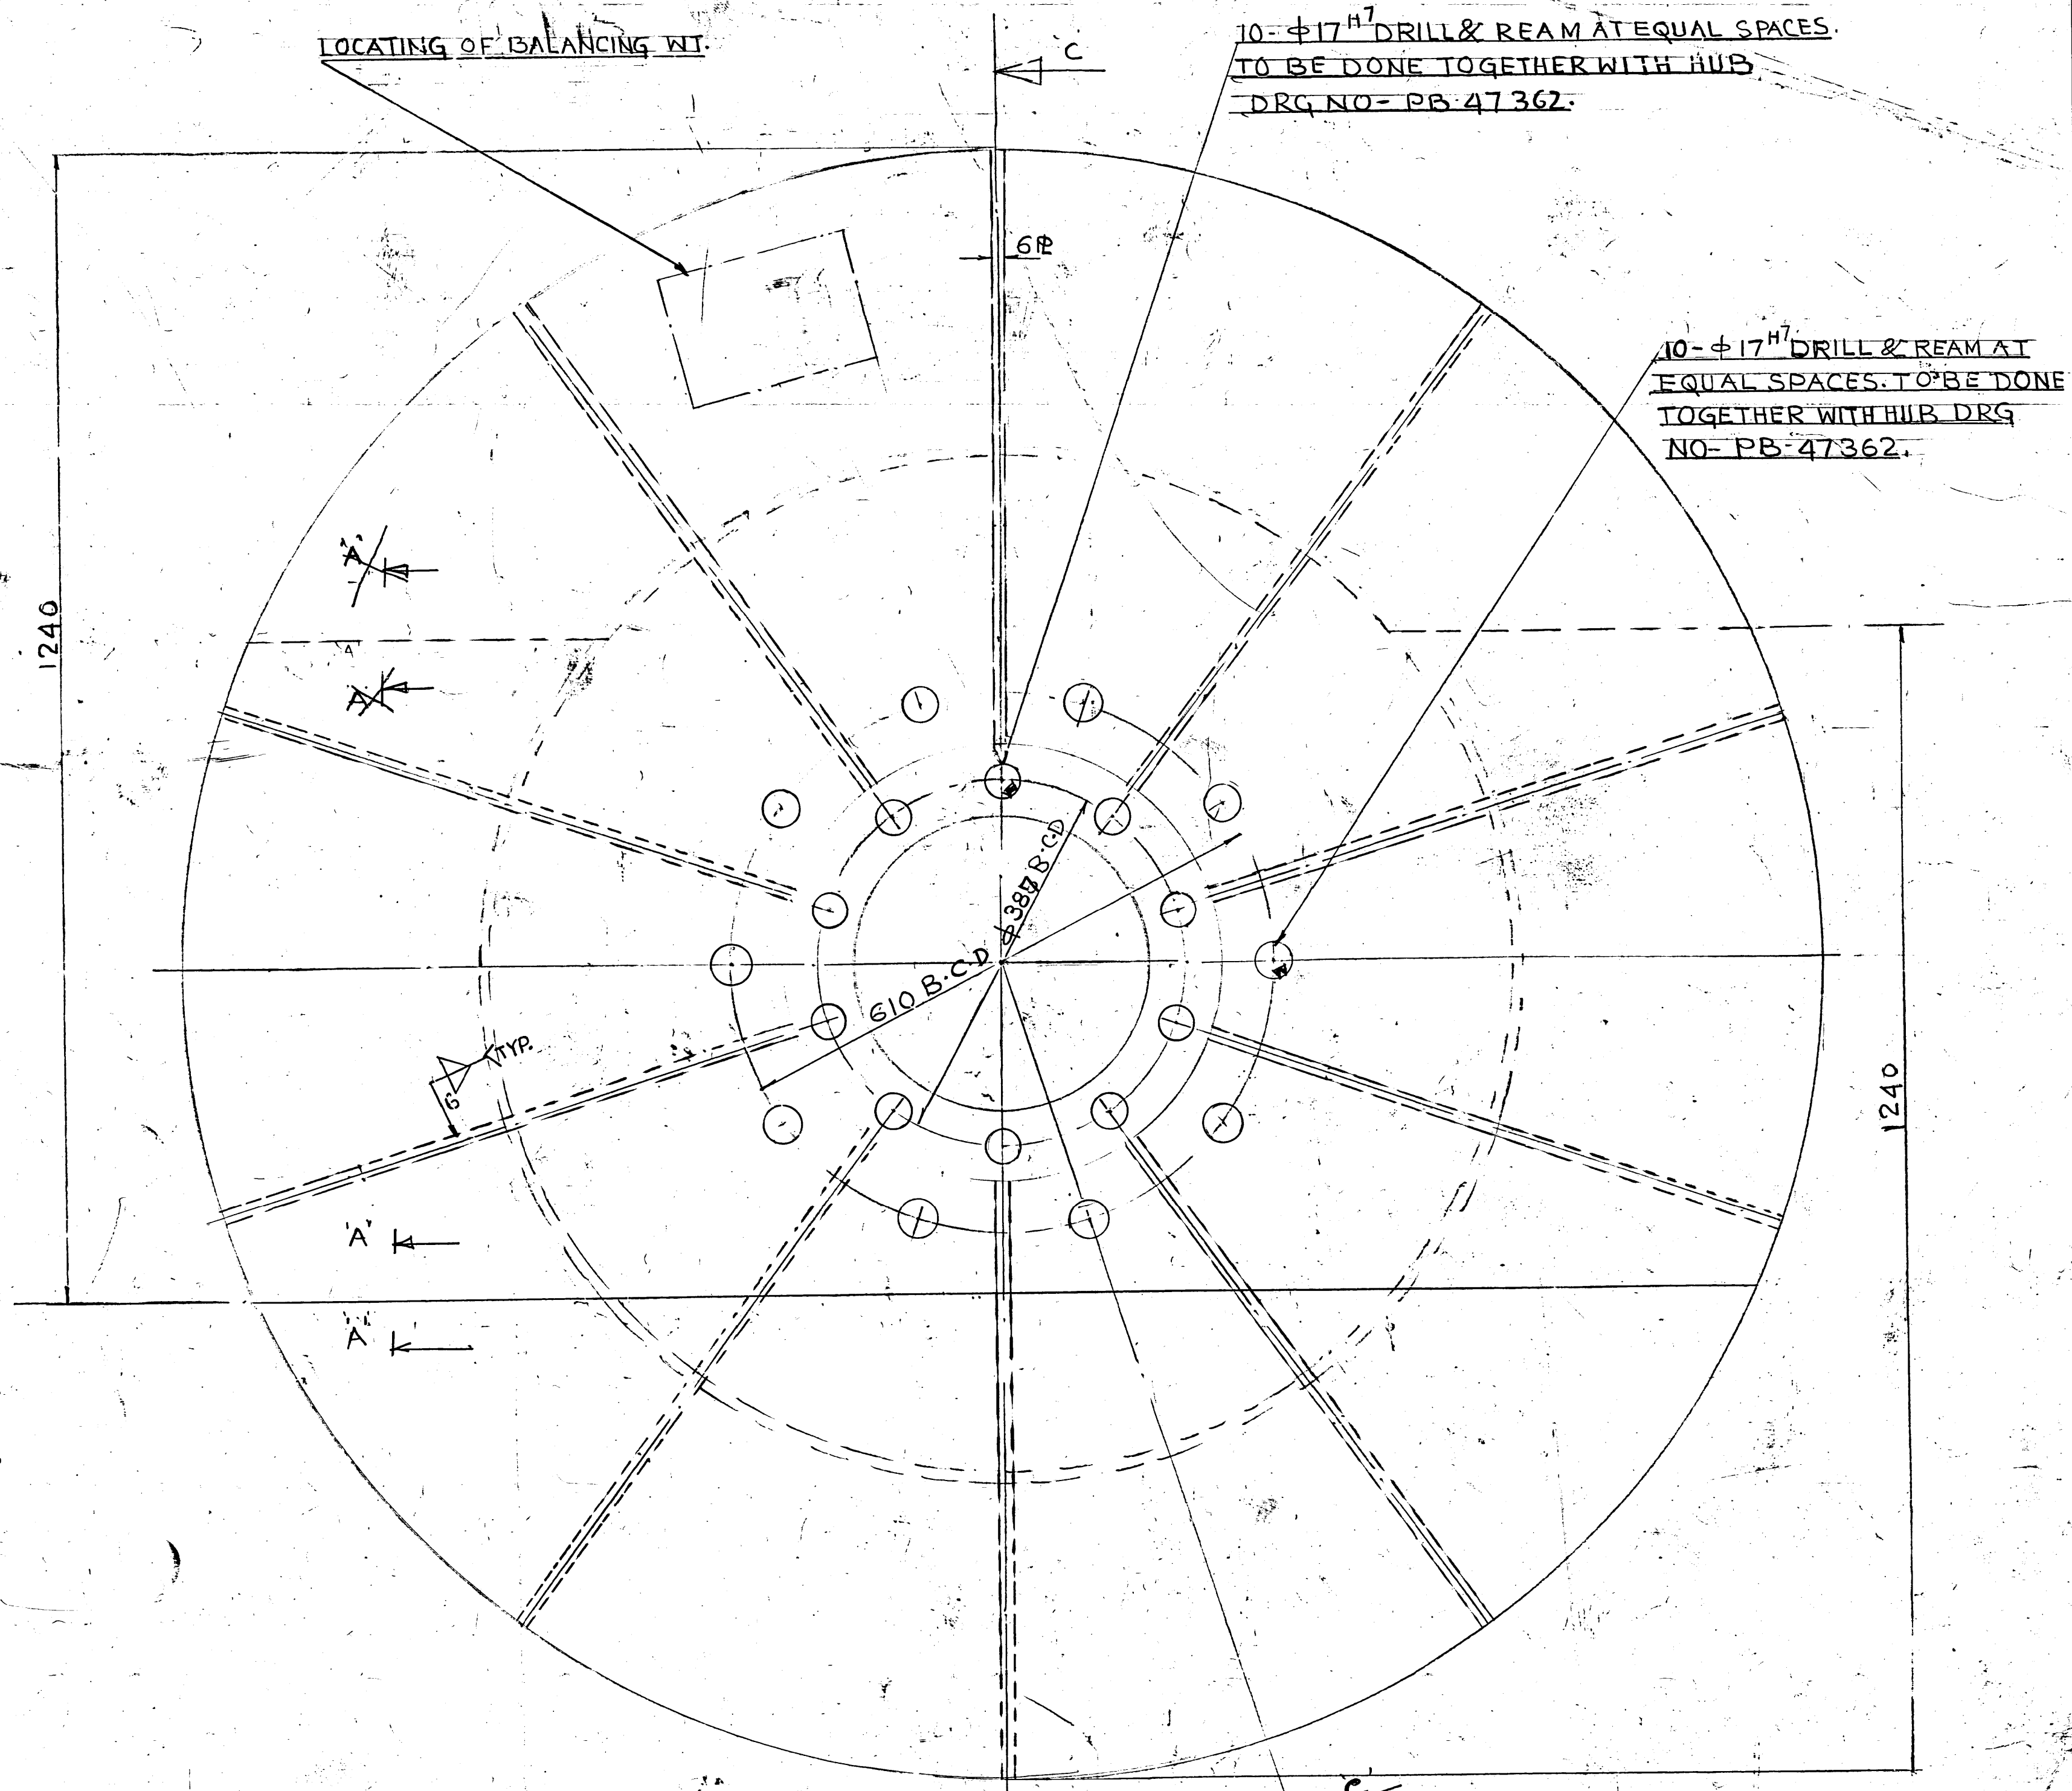 LOCATING OF BALANCING WT.
C
10-ϕ17H7 DRILL & REAM AT EQUAL SPACES.
TO BE DONE TOGETHER WITH HUB
DRG NO- PB-47362.
6 PL
10-ϕ17H7 DRILL & REAM AT
EQUAL SPACES. TO BE DONE
TOGETHER WITH HUB DRG
NO- PB-47362.
"A"
1240
A
610 B.C.D
B.C.D
6
TYP.
1240
'A'
"A"